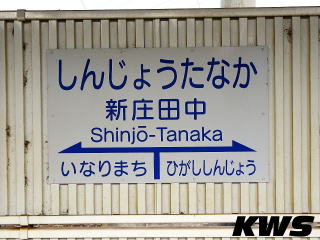 しんじょうたなか
新庄田中
Shinjō-Tanaka
いなりまち ひがししんじょう
KWS